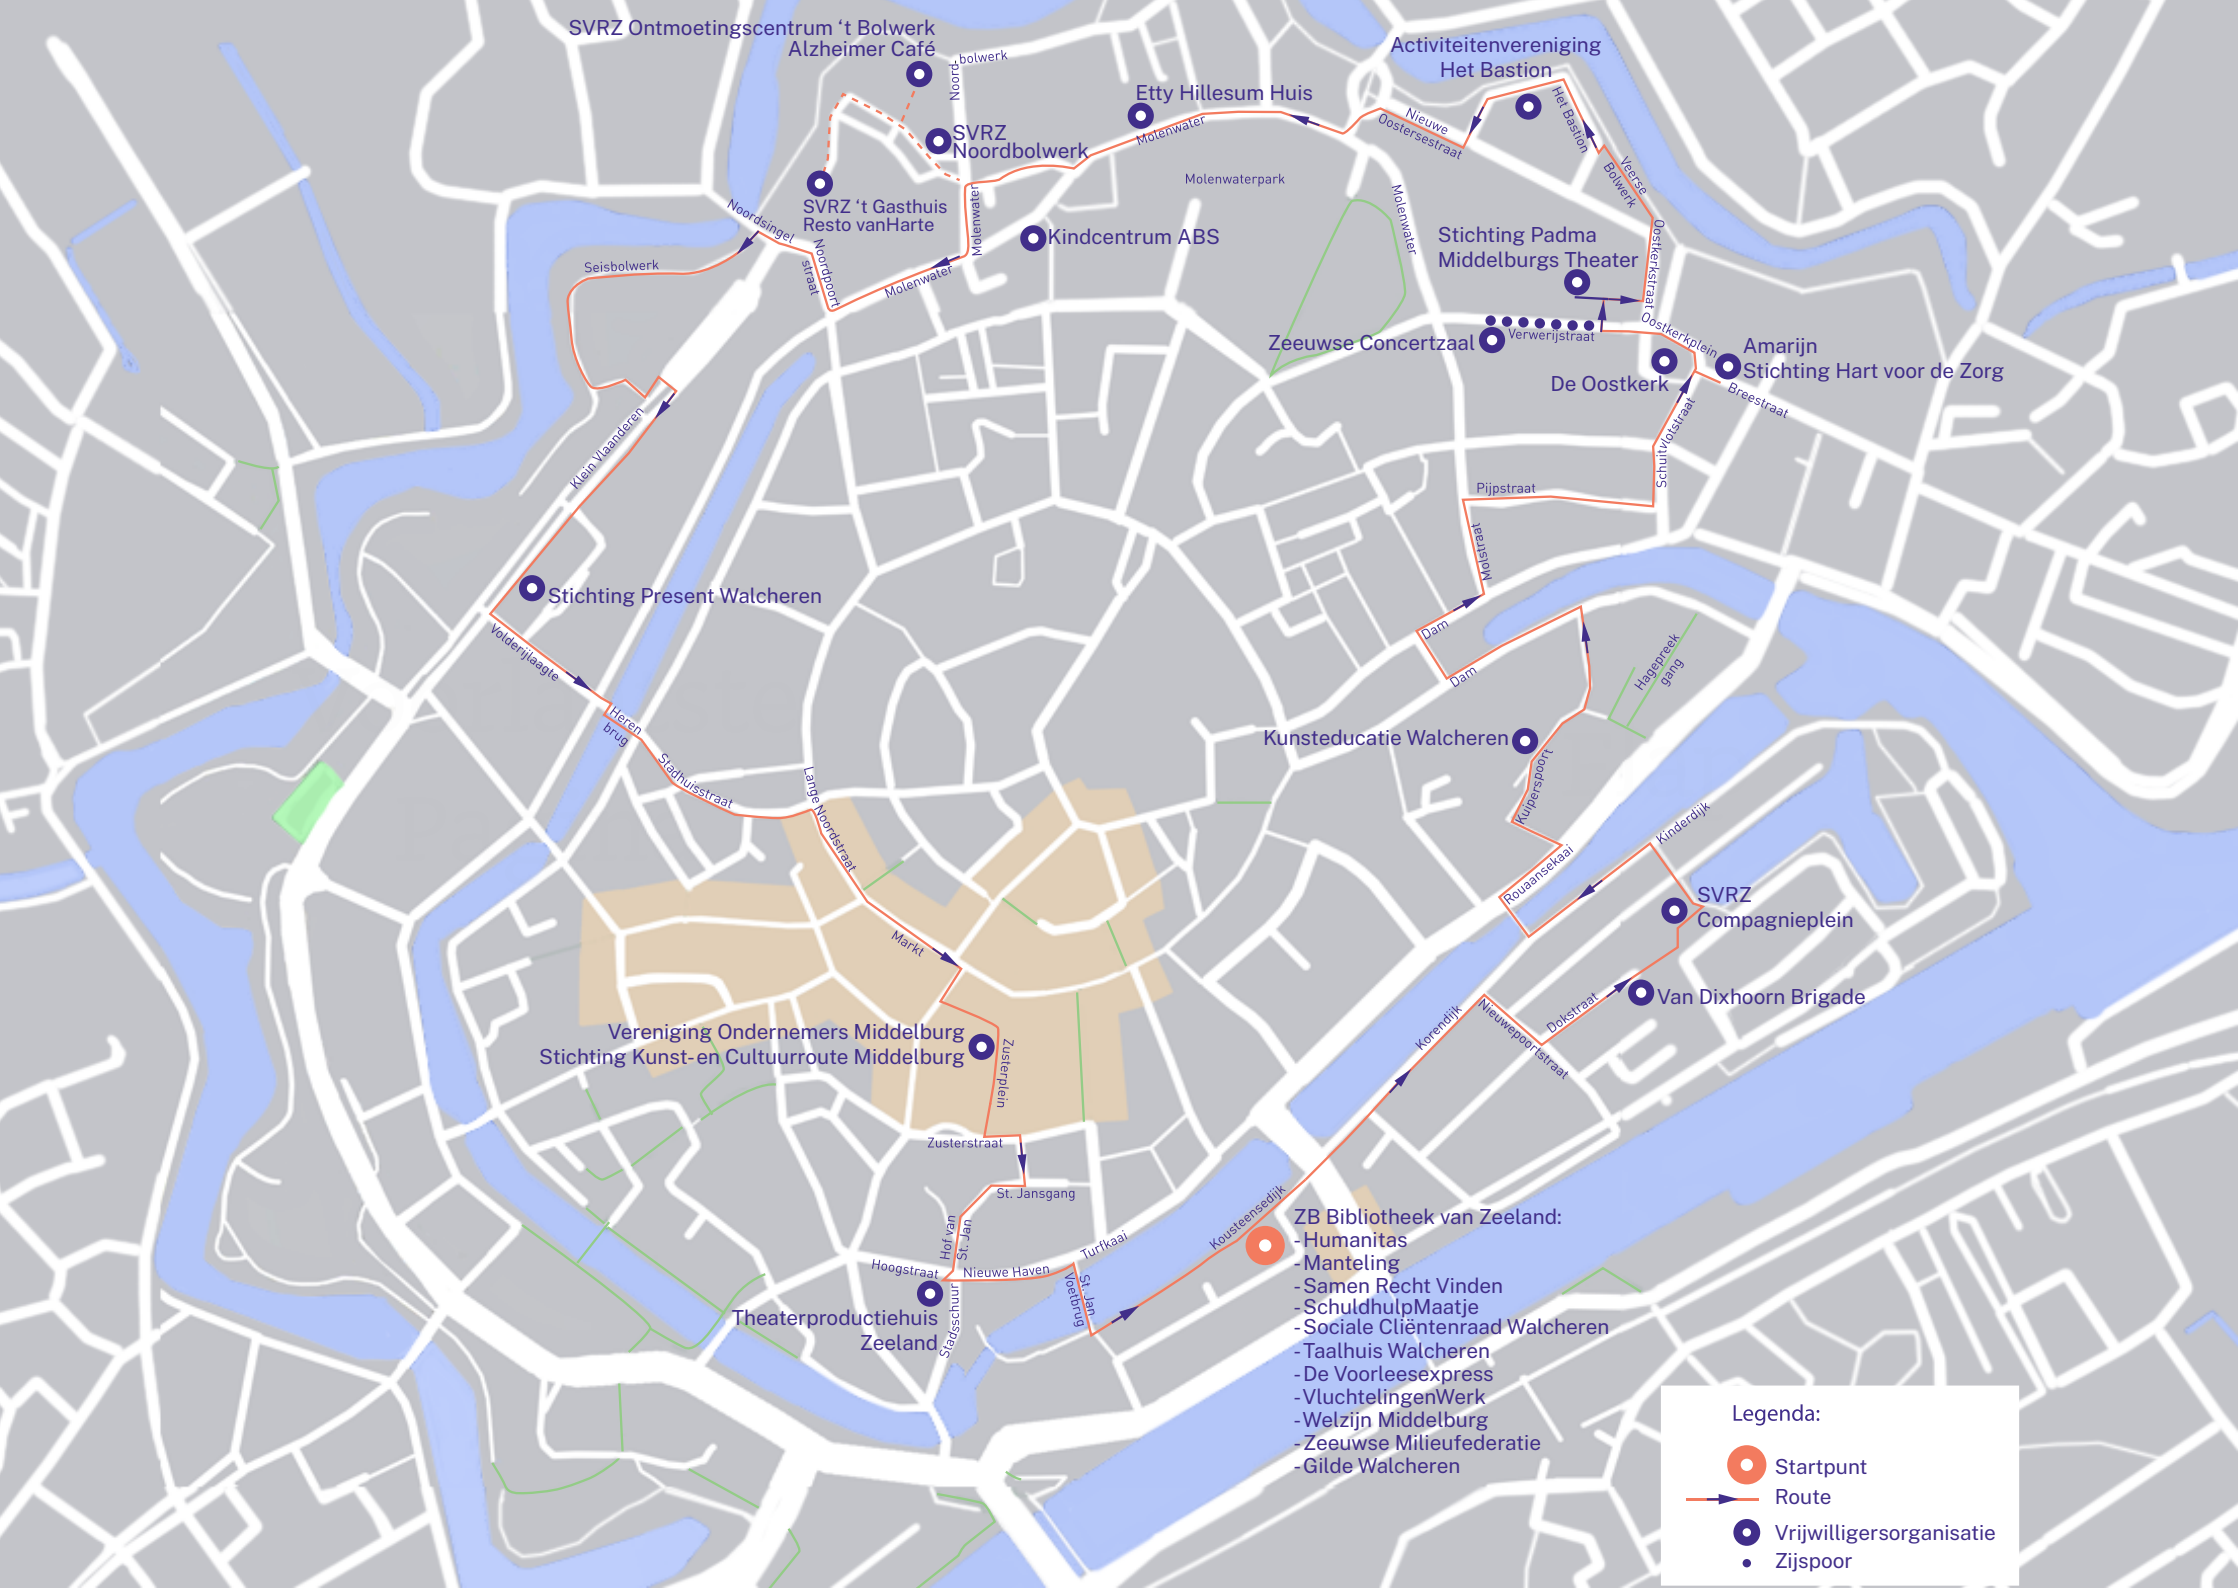 SVRZ Ontmoetingscentrum ‘t Bolwerk
Alzheimer Café
Noord-
bolwerk
Activiteitenvereniging
Het Bastion
Etty Hillesum Huis
Molenwater
Nieuwe
Oostersestraat
Het Bastion
Veerse
Bolwerk
SVRZ
Noordbolwerk
Molenwaterpark
SVRZ ‘t Gasthuis
Resto vanHarte
Noordsingel
Noordpoort
straat
Molenwater
Molenwater
Kindcentrum ABS
Molenwater
Seisbolwerk
Stichting Padma
Middelburgs Theater
Oostkerkstraat
Zeeuwse Concertzaal
Verwerijstraat
Oostkerkplein
Amarijn
Stichting Hart voor de Zorg
De Oostkerk
Breestraat
Schuitvlotstraat
Klein Vlaanderen
Pijpstraat
Molstraat
Stichting Present Walcheren
Volderijlaagte
Dam
Dam
Hagepreek
gang
Heren
brug
Stadhuisstraat
Kunsteducatie Walcheren
Kuiperspoort
Lange Noordstraat
Kinderdijk
Rouaansekaai
SVRZ
Compagnieplein
Markt
Van Dixhoorn Brigade
Dokstraat
Nieuwepoortstraat
Korendijk
Vereniging Ondernemers Middelburg
Stichting Kunst-en Cultuurroute Middelburg
Zusterplein
Zusterstraat
St. Jansgang
Hof van
St. Jan
Hoogstraat
Nieuwe Haven
Turfkaai
Kousteensedijk
St. Jan
Voetbrug
Stadsschuur
Theaterproductiehuis
Zeeland
ZB Bibliotheek van Zeeland:
-Humanitas
-Manteling
-Samen Recht Vinden
-SchuldhulpMaatje
-Sociale Cliëntenraad Walcheren
-Taalhuis Walcheren
-De Voorleesexpress
-VluchtelingenWerk
-Welzijn Middelburg
-Zeeuwse Milieufederatie
-Gilde Walcheren
Legenda:
Startpunt
Route
Vrijwilligersorganisatie
Zijspoor